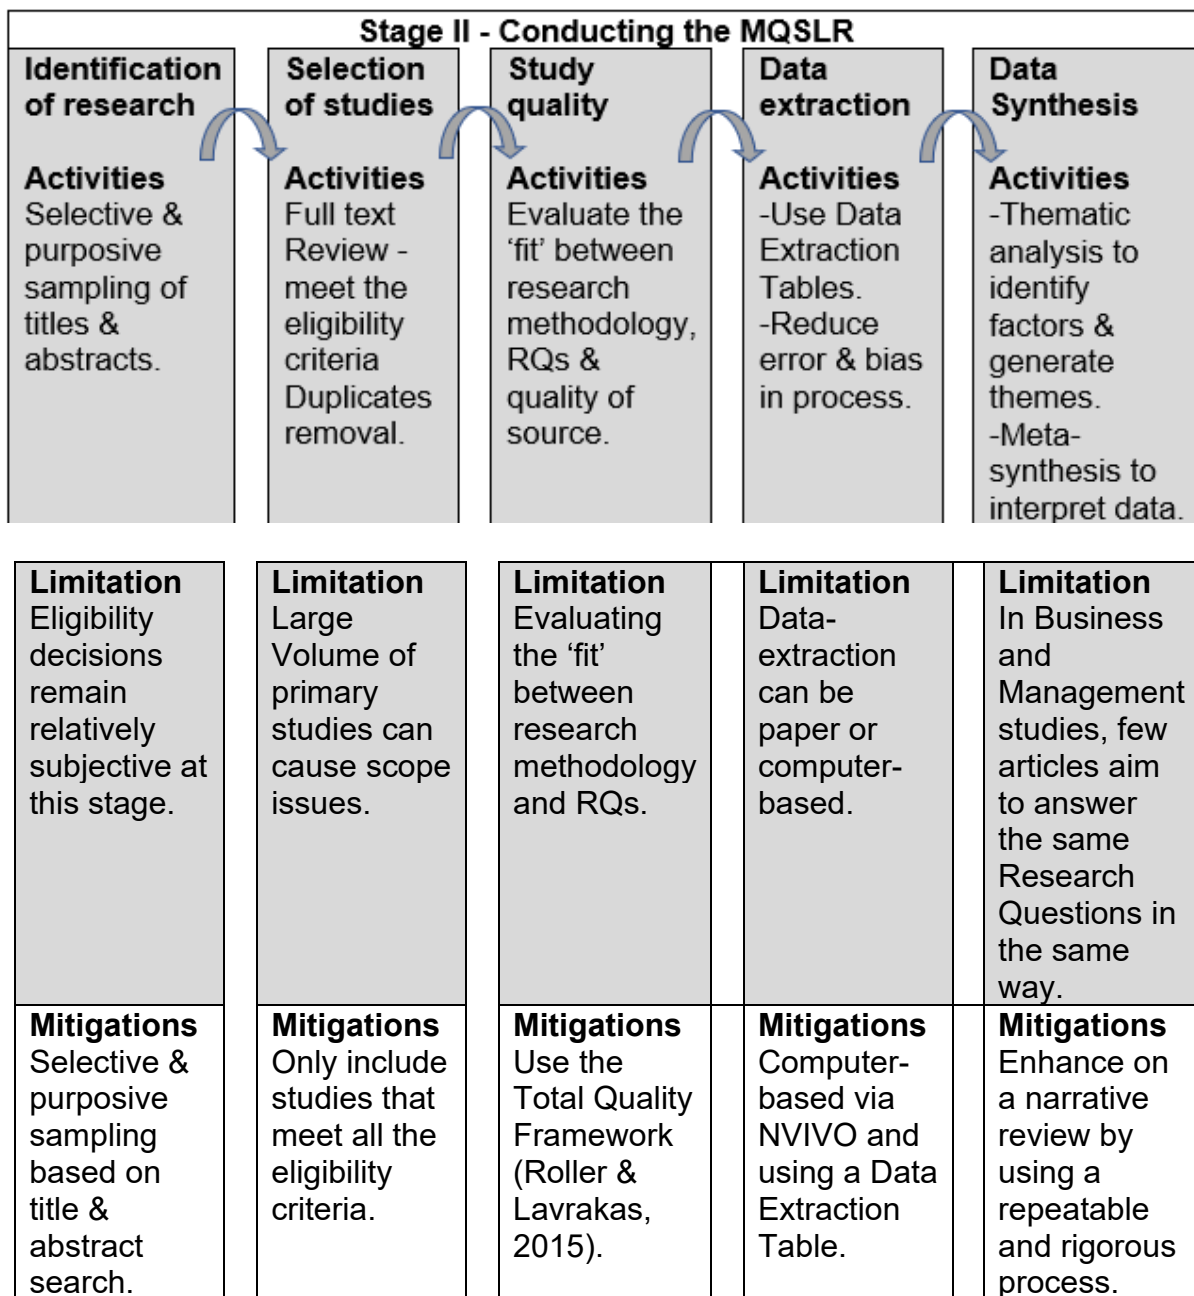 Stage II - Conducting the MQSLR
Identification
of research
Activities
Selective &
purposive
sampling of
titles &
abstracts.
Selection
of studies
Activities
Full text
Review -
meet the
eligibility
criteria
Duplicates
removal.
Study
quality
Activities
Evaluate the
‘fit’ between
research
methodology,
RQs &
quality of
source.
Data
extraction
Activities
-Use Data
Extraction
Tables.
-Reduce
error & bias
in process.
Data
Synthesis
Activities
-Thematic
analysis to
identify
factors &
generate
themes.
-Meta-
synthesis to
interpret data.
Limitation
Eligibility
decisions
remain
relatively
subjective at
this stage.
Limitation
Large
Volume of
primary
studies can
cause scope
issues.
Limitation
Evaluating
the ‘fit’
between
research
methodology
and RQs.
Limitation
Data-
extraction
can be
paper or
computer-
based.
Limitation
In Business
and
Management
studies, few
articles aim
to answer
the same
Research
Questions in
the same
way.
Mitigations
Selective &
purposive
sampling
based on
title &
abstract
search.
Mitigations
Only include
studies that
meet all the
eligibility
criteria.
Mitigations
Use the
Total Quality
Framework
(Roller &
Lavrakas,
2015).
Mitigations
Computer-
based via
NVIVO and
using a Data
Extraction
Table.
Mitigations
Enhance on
a narrative
review by
using a
repeatable
and rigorous
process.